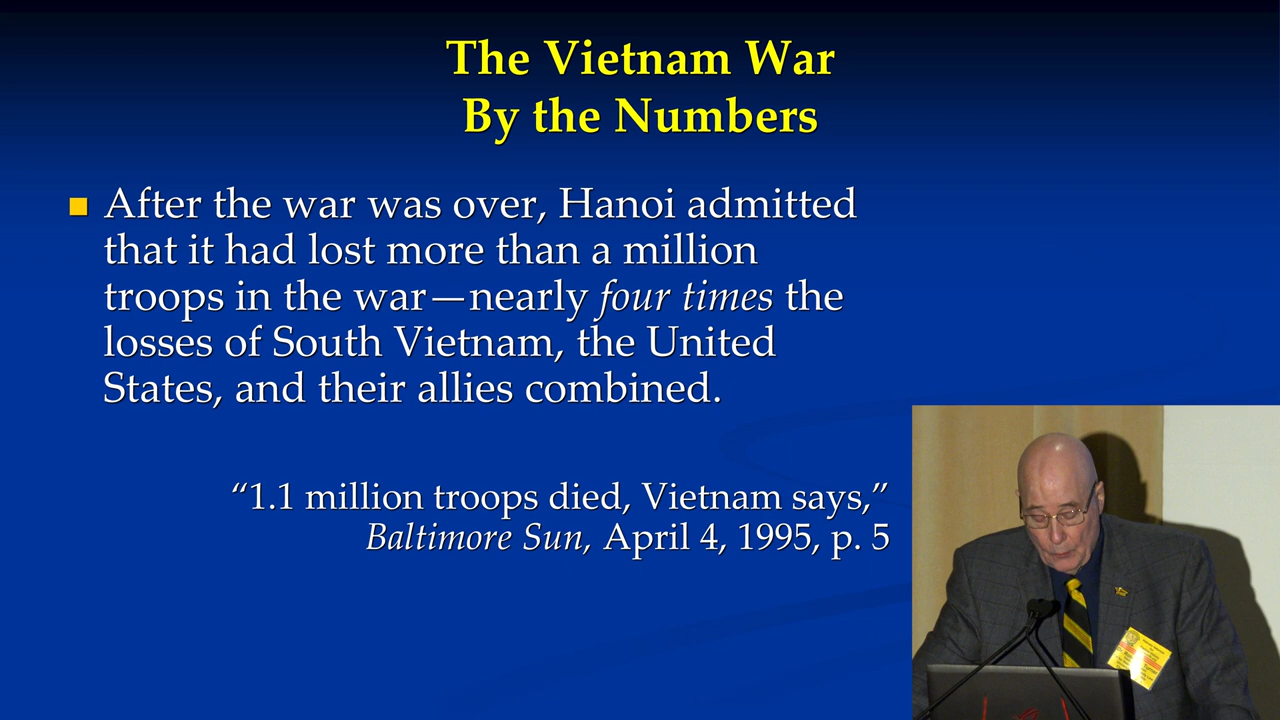 The Vietnam War
By the Numbers
After the war was over, Hanoi admitted
that it had lost more than a million
troops in the war—nearly four times the
losses of South Vietnam, the United
States, and their allies combined.
“1.1 million troops died, Vietnam says,”
Baltimore Sun, April 4, 1995, p. 5